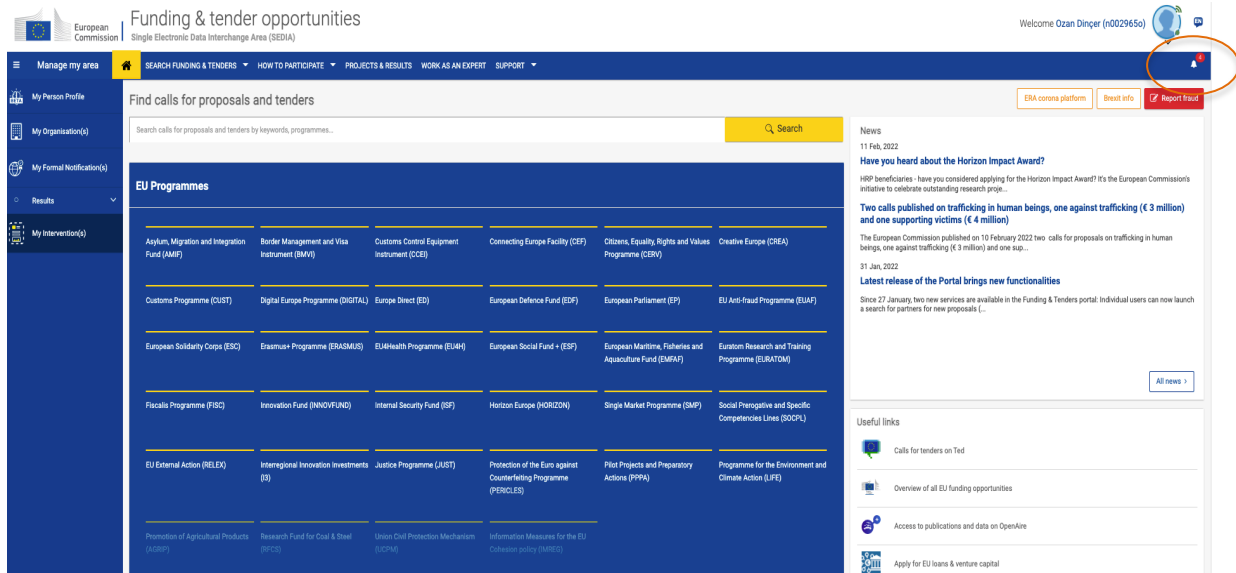 European
Commission
Funding & tender opportunities
Single Electronic Data Interchange Area (SEDIA)
Welcome Ozan Dinçer (n002965o)
EN
Manage my area
SEARCH FUNDING & TENDERS
HOW TO PARTICIPATE
PROJECTS & RESULTS
WORK AS AN EXPERT
SUPPORT
4
My Person Profile
My Organisation(s)
My Formal Notification(s)
Results
My Intervention(s)
Find calls for proposals and tenders
ERA corona platform
Brexit info
Report fraud
Search calls for proposals and tenders by keywords, programmes...
Search
EU Programmes
Asylum, Migration and Integration
Fund (AMIF)
Border Management and Visa
Instrument (BMVI)
Customs Control Equipment
Instrument (CCEI)
Connecting Europe Facility (CEF)
Citizens, Equality, Rights and Values
Programme (CERV)
Creative Europe (CREA)
Customs Programme (CUST)
Digital Europe Programme (DIGITAL)
Europe Direct (ED)
European Defence Fund (EDF)
European Parliament (EP)
EU Anti-fraud Programme (EUAF)
European Solidarity Corps (ESC)
Erasmus+ Programme (ERASMUS)
EU4Health Programme (EU4H)
European Social Fund + (ESF)
European Maritime, Fisheries and
Aquaculture Fund (EMFAF)
Euratom Research and Training
Programme (EURATOM)
Fiscalis Programme (FISC)
Innovation Fund (INNOVFUND)
Internal Security Fund (ISF)
Horizon Europe (HORIZON)
Single Market Programme (SMP)
Social Prerogative and Specific
Competencies Lines (SOCPL)
EU External Action (RELEX)
Interregional Innovation Investments
(I3)
Justice Programme (JUST)
Protection of the Euro against
Counterfeiting Programme
(PERICLES)
Pilot Projects and Preparatory
Actions (PPPA)
Programme for the Environment and
Climate Action (LIFE)
Promotion of Agricultural Products
(AGRIP)
Research Fund for Coal & Steel
(RFCS)
Union Civil Protection Mechanism
(UCPM)
Information Measures for the EU
Cohesion policy (IMREG)
News
11 Feb, 2022
Have you heard about the Horizon Impact Award?
HRP beneficiaries - have you considered applying for the Horizon Impact Award? It's the European Commission's
initiative to celebrate outstanding research proje...
Two calls published on trafficking in human beings, one against trafficking (€ 3 million)
and one supporting victims (€ 4 million)
The European Commission published on 10 February 2022 two calls for proposals on trafficking in human
beings, one against trafficking (€ 3 million) and one sup...
31 Jan, 2022
Latest release of the Portal brings new functionalities
Since 27 January, two new services are available in the Funding & Tenders portal: Individual users can now launch
a search for partners for new proposals (...
All news >
Useful links
Calls for tenders on Ted
Overview of all EU funding opportunities
Access to publications and data on OpenAire
Apply for EU loans & venture capital